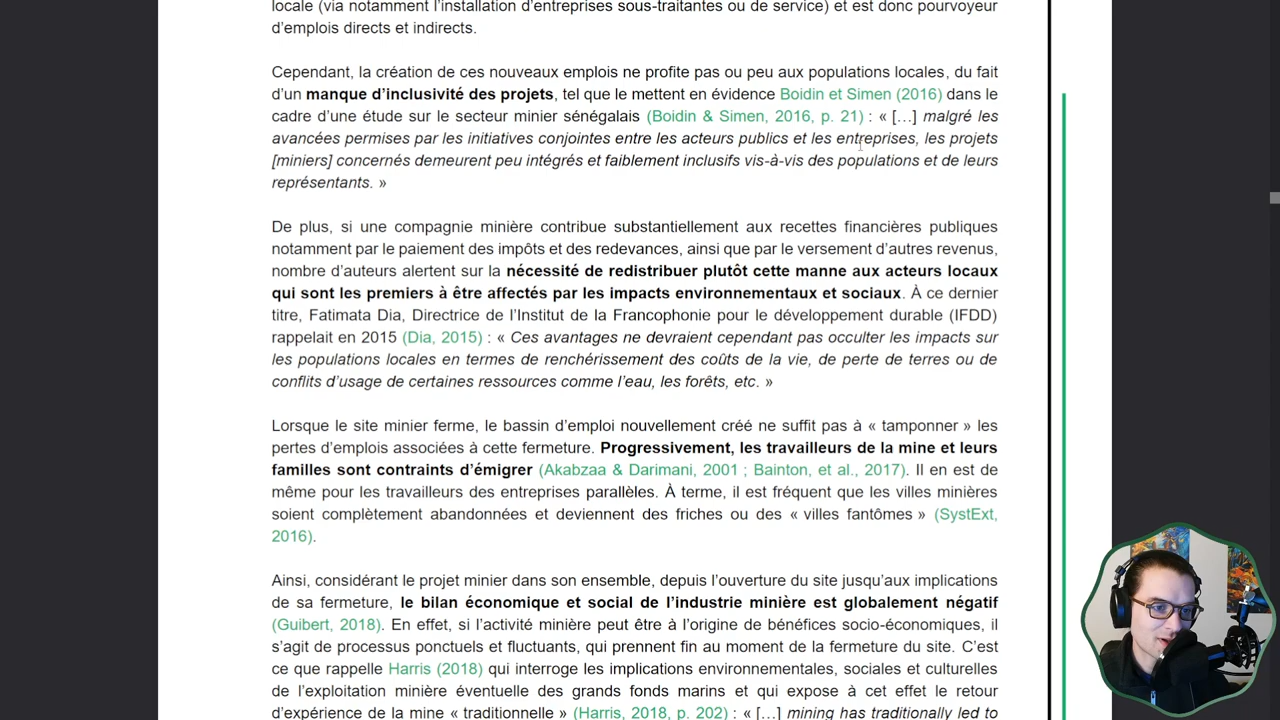 locale (via notamment l’installation d’entreprises sous-traitantes ou de service) et est donc pourvoyeur
d’emplois directs et indirects.
Cependant, la création de ces nouveaux emplois ne profite pas ou peu aux populations locales, du fait
d’un manque d’inclusivité des projets, tel que le mettent en évidence Boidin et Simen (2016) dans le
cadre d’une étude sur le secteur minier sénégalais (Boidin & Simen, 2016, p. 21) : « […] malgré les
avancées permises par les initiatives conjointes entre les acteurs publics et les entreprises, les projets
[miniers] concernés demeurent peu intégrés et faiblement inclusifs vis-à-vis des populations et de leurs
représentants. »
De plus, si une compagnie minière contribue substantiellement aux recettes financières publiques
notamment par le paiement des impôts et des redevances, ainsi que par le versement d’autres revenus,
nombre d’auteurs alertent sur la nécessité de redistribuer plutôt cette manne aux acteurs locaux
qui sont les premiers à être affectés par les impacts environnementaux et sociaux. À ce dernier
titre, Fatimata Dia, Directrice de l’Institut de la Francophonie pour le développement durable (IFDD)
rappelait en 2015 (Dia, 2015) : « Ces avantages ne devraient cependant pas occulter les impacts sur
les populations locales en termes de renchérissement des coûts de la vie, de perte de terres ou de
conflits d’usage de certaines ressources comme l’eau, les forêts, etc. »
Lorsque le site minier ferme, le bassin d’emploi nouvellement créé ne suffit pas à « tamponner » les
pertes d’emplois associées à cette fermeture. Progressivement, les travailleurs de la mine et leurs
familles sont contraints d’émigrer (Akabzaa & Darimani, 2001 ; Bainton, et al., 2017). Il en est de
même pour les travailleurs des entreprises parallèles. À terme, il est fréquent que les villes minières
soient complètement abandonnées et deviennent des friches ou des « villes fantômes » (SystExt,
2016).
Ainsi, considérant le projet minier dans son ensemble, depuis l’ouverture du site jusqu’aux implications
de sa fermeture, le bilan économique et social de l’industrie minière est globalement négatif
(Guibert, 2018). En effet, si l’activité minière peut être à l’origine de bénéfices socio-économiques, il
s’agit de processus ponctuels et fluctuants, qui prennent fin au moment de la fermeture du site. C’est
ce que rappelle Harris (2018) qui interroge les implications environnementales, sociales et culturelles
de l’exploitation minière éventuelle des grands fonds marins et qui expose à cet effet le retour
d’expérience de la mine « traditionnelle » (Harris, 2018, p. 202) : « […] mining has traditionally led to